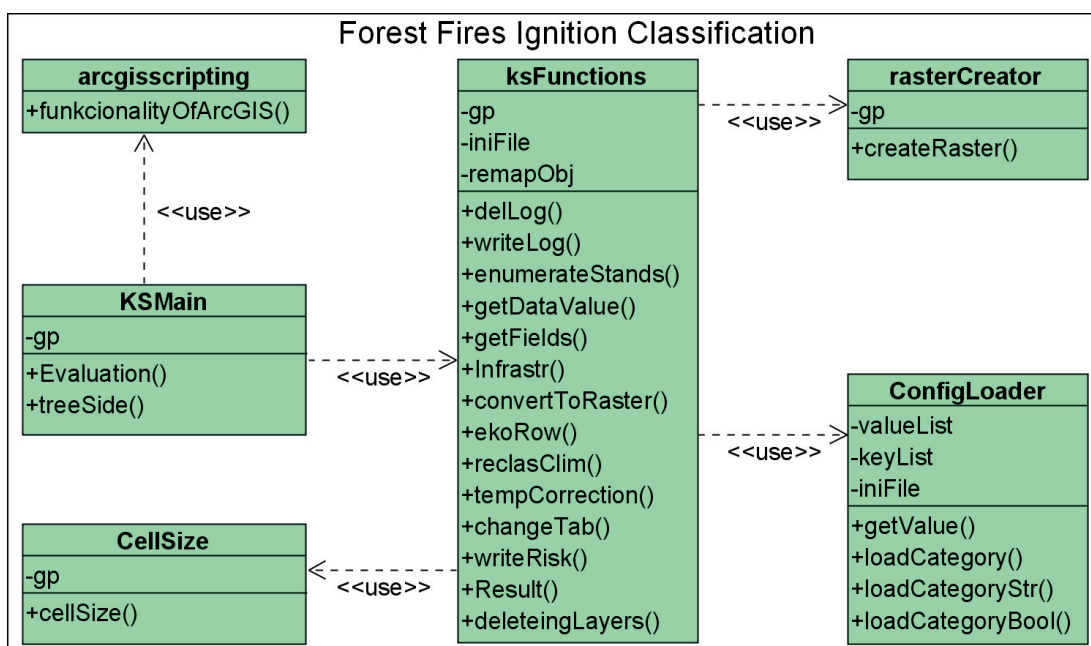 Forest Fires Ignition Classification
arcgisscripting
+funkcionalityOfArcGIS()
<<use>>
KSMain
-gp
+Evaluation()
+treeSide()
<<use>>
CellSize
-gp
+cellSize()
<<use>>
ksFunctions
-gp
-iniFile
-remapObj
+delLog()
+writeLog()
+enumerateStands()
+getDataValue()
+getFields()
+Infrastr()
+convertToRaster()
+ekoRow()
+reclasClim()
+tempCorrection()
+changeTab()
+writeRisk()
+Result()
+deleteingLayers()
<<use>>
rasterCreator
-gp
+createRaster()
<<use>>
ConfigLoader
-valueList
-keyList
-iniFile
+getValue()
+loadCategory()
+loadCategoryStr()
+loadCategoryBool()